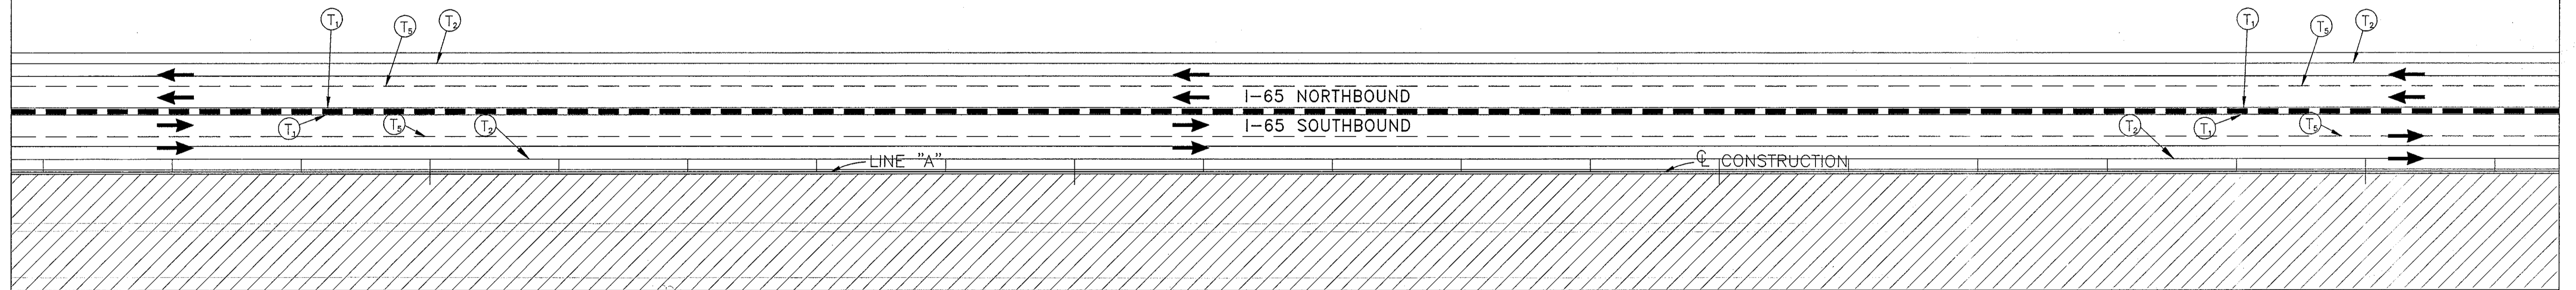 T₁ T₅ T₂ T₁ T₅ T₂
I-65 NORTHBOUND
T₁ T₅ T₂ I-65 SOUTHBOUND T₂ T₁ T₅
LINE "A" ℄ CONSTRUCTION